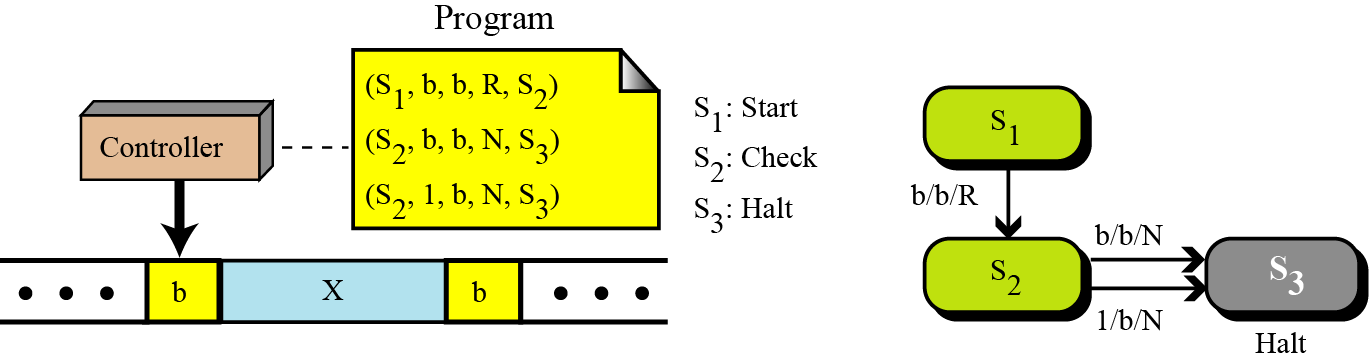 Program
Controller
(S1, b, b, R, S2)
(S2, b, b, N, S3)
(S2, 1, b, N, S3)
S1: Start
S2: Check
S3: Halt
b
X
b
S1
b/b/R
S2
b/b/N
1/b/N
S3
Halt